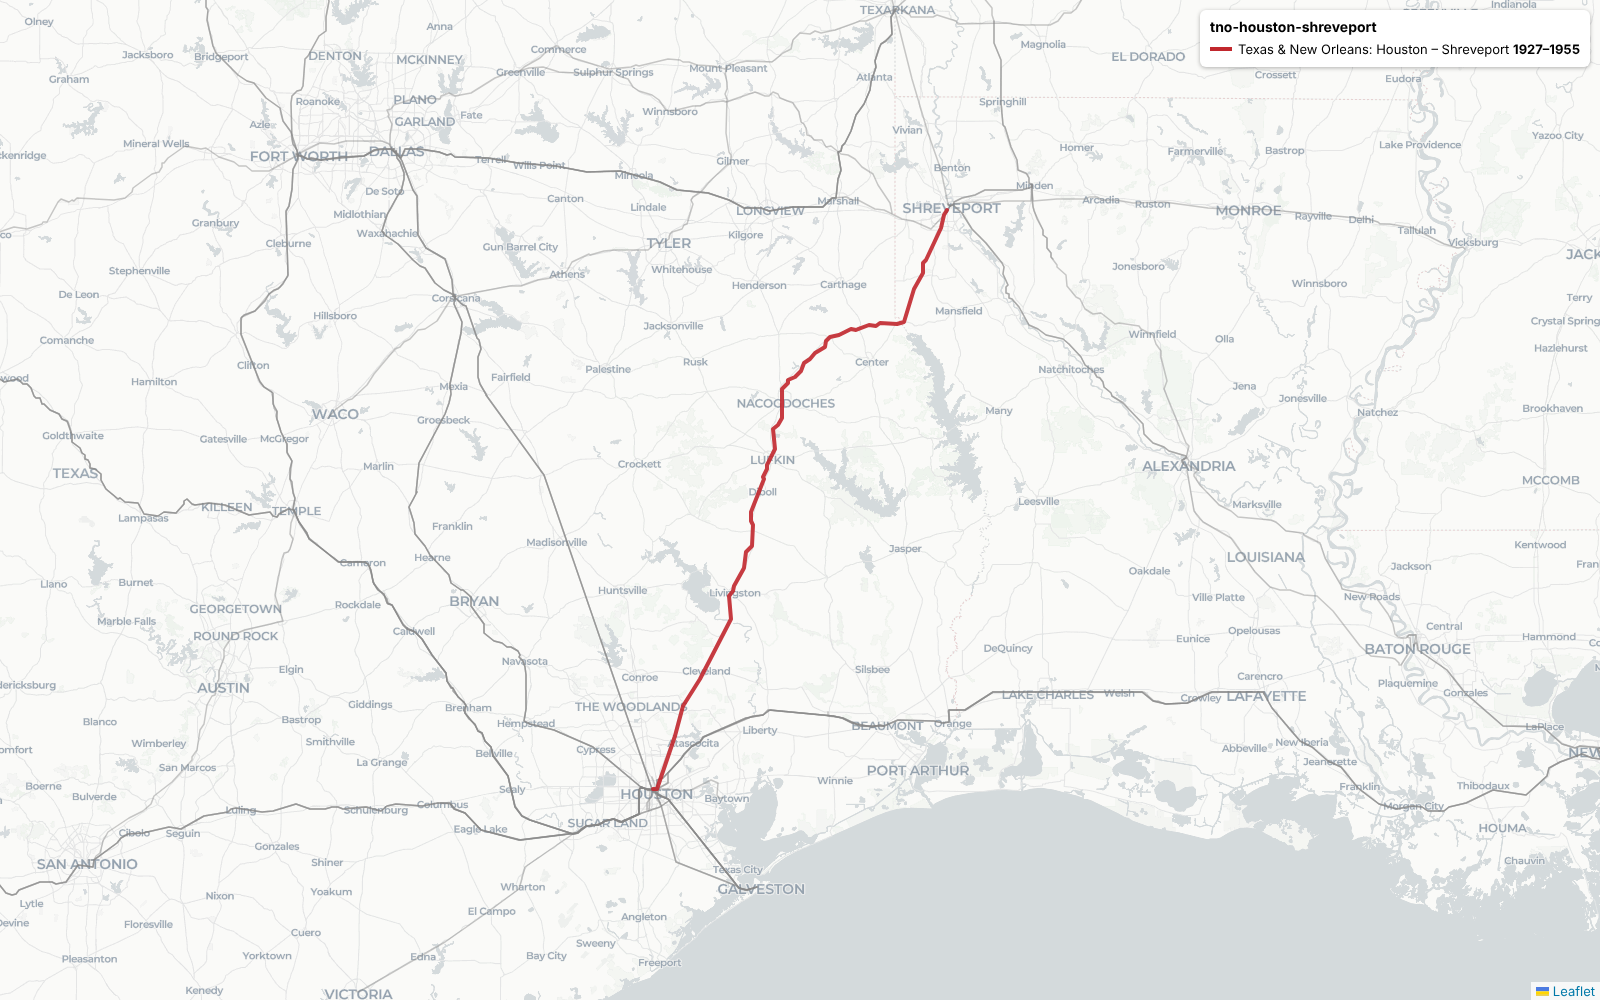 tno-houston-shreveport
Texas & New Orleans: Houston – Shreveport 1927–1955
TEXARKANA
Indianola
Olney
Anna
Jacksboro
Bridgeport
DENTON
MCKINNEY
Commerce
Magnolia
EL DORADO
Graham
Greenville
Sulphur Springs
Mount Pleasant
Atlanta
Crossett
Eudora
Roanoke
PLANO
Winnsboro
Springhill
Azle
GARLAND
Fate
Vivian
Yazoo City
Mineral Wells
FORT WORTH
DALLAS
Terrell
Wills Point
Gilmer
Homer
Farmerville
Bastrop
Lake Providence
ckenridge
Mineola
Benton
De Soto
Minden
Canton
Lindale
LONGVIEW
Marshall
SHREVEPORT
Arcadia
Ruston
MONROE
Rayville
Delhi
Granbury
Midlothian
Tallulah
co
Waxahachie
Kilgore
Vicksburg
Cleburne
Gun Barrel City
TYLER
JACK
Stephenville
Athens
Whitehouse
Jonesboro
De Leon
Corsicana
Henderson
Carthage
Winnsboro
Terry
Hillsboro
Jacksonville
Mansfield
Crystal Spring
Comanche
Winnfield
Olla
Hazlehurst
Clifton
Rusk
Center
wood
Hamilton
Mexia
Fairfield
Palestine
Natchitoches
Jena
Jonesville
WACO
Groesbeck
NACOGDOCHES
Many
Natchez
Brookhaven
Goldthwaite
Gatesville
McGregor
TEXAS
Marlin
Crockett
LUFKIN
ALEXANDRIA
MCCOMB
Lampasas
KILLEEN
TEMPLE
Diboll
Leesville
Marksville
Franklin
Madisonville
Jasper
LOUISIANA
Kentwood
Cameron
Hearne
Oakdale
Jackson
Fran
Llano
Burnet
Huntsville
Livingston
Ville Platte
New Roads
GEORGETOWN
Rockdale
BRYAN
Marble Falls
ROUND ROCK
Caldwell
Eunice
Opelousas
Central
Hammond
Navasota
Cleveland
Silsbee
DeQuincy
BATON ROUGE
Elgin
Conroe
Carencro
Plaquemine
dericksburg
AUSTIN
Giddings
Brenham
THE WOODLANDS
LAKE CHARLES
Welsh
Crowley
LAFAYETTE
Gonzales
Blanco
Bastrop
Hempstead
Liberty
BEAUMONT
Orange
LaPlace
omfort
Wimberley
Smithville
Bellville
Cypress
Atascocita
Abbeville
New Iberia
NEW
San Marcos
La Grange
PORT ARTHUR
Jeanerette
Boerne
Bulverde
Sealy
HOUSTON
Baytown
Winnie
Franklin
Thibodaux
Luling
Schulenburg
Columbus
Morgan City
Cibolo
Seguin
Eagle Lake
SUGAR LAND
HOUMA
Gonzales
SAN ANTONIO
Shiner
Texas City
Chauvin
Nixon
Yoakum
Wharton
GALVESTON
Lytle
El Campo
Angleton
Devine
Floresville
Cuero
Sweeny
Pleasanton
Yorktown
Edna
Bay City
Freeport
Kenedy
VICTORIA
Leaflet